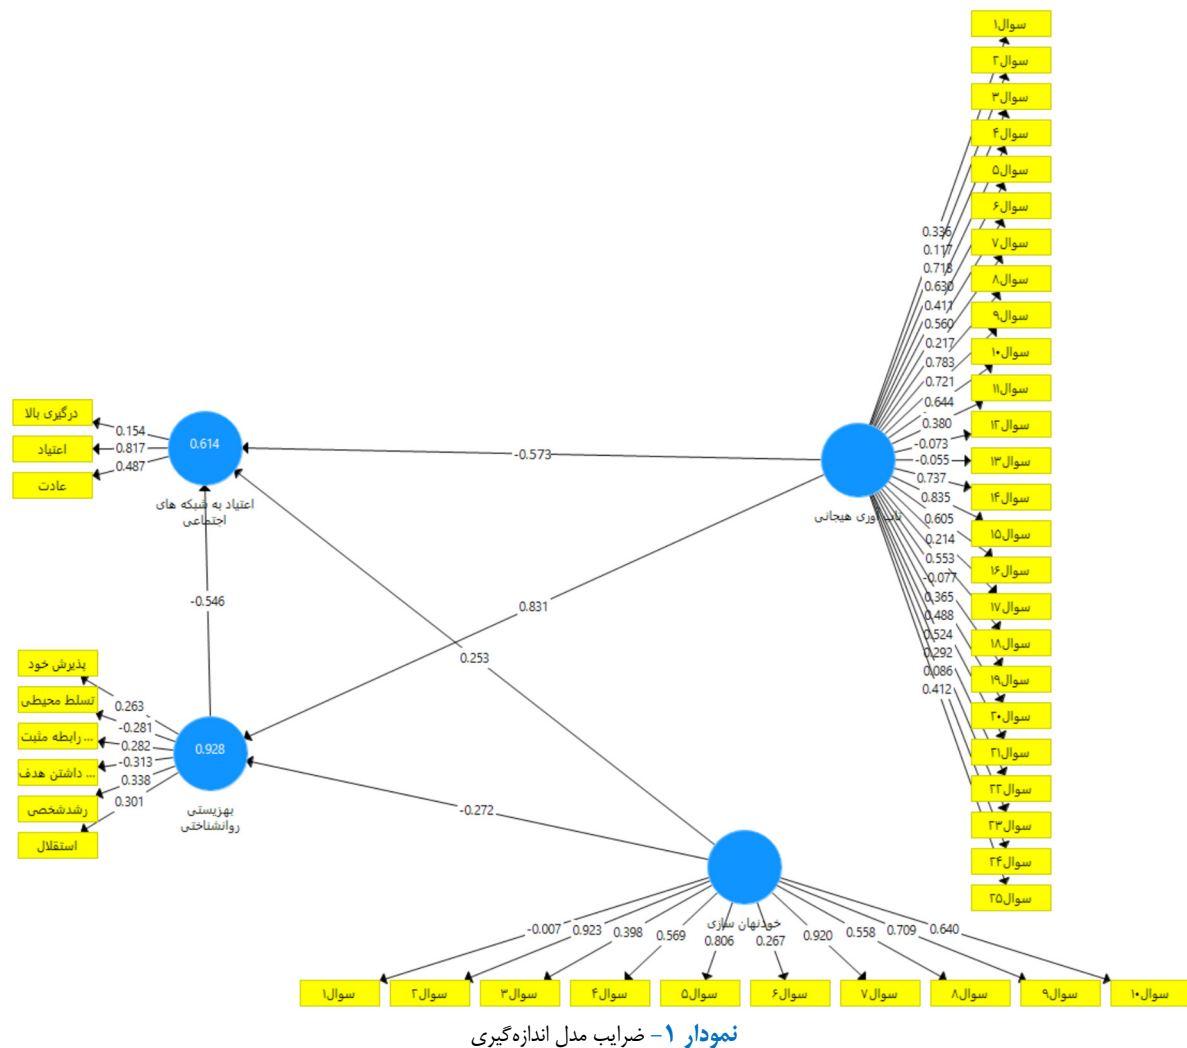 سوال۱
سوال۲
سوال۳
سوال۴
سوال۵
سوال۶
سوال۷
سوال۸
سوال۹
سوال۱۰
سوال۱۱
سوال۱۲
سوال۱۳
سوال۱۴
سوال۱۵
سوال۱۶
سوال۱۷
سوال۱۸
سوال۱۹
سوال۲۰
سوال۲۱
سوال۲۲
سوال۲۳
سوال۲۴
سوال۲۵
0.336
0.117
0.718
0.630
0.411
0.560
0.217
0.783
0.721
0.644
0.380
-0.073
-0.055
0.737
0.835
0.605
0.214
0.553
-0.077
0.365
0.488
0.524
0.292
0.086
0.412
تاب آوری هیجانی
درگیری بالا
اعتیاد
عادت
0.154
0.817
0.487
0.614
اعتیاد به شبکه های
اجتماعی
-0.573
-0.546
0.831
0.253
-0.272
پذیرش خود
تسلط محیطی
رابطه مثبت ...
داشتن هدف ...
رشدشخصی
استقلال
0.263
-0.281
0.282
-0.313
0.338
0.301
0.928
بهزیستی
روانشناختی
خودنهان سازی
-0.007
0.923
0.398
0.569
0.806
0.267
0.920
0.558
0.709
0.640
سوال۱
سوال۲
سوال۳
سوال۴
سوال۵
سوال۶
سوال۷
سوال۸
سوال۹
سوال۱۰
نمودار ۱- ضرایب مدل اندازه‌گیری